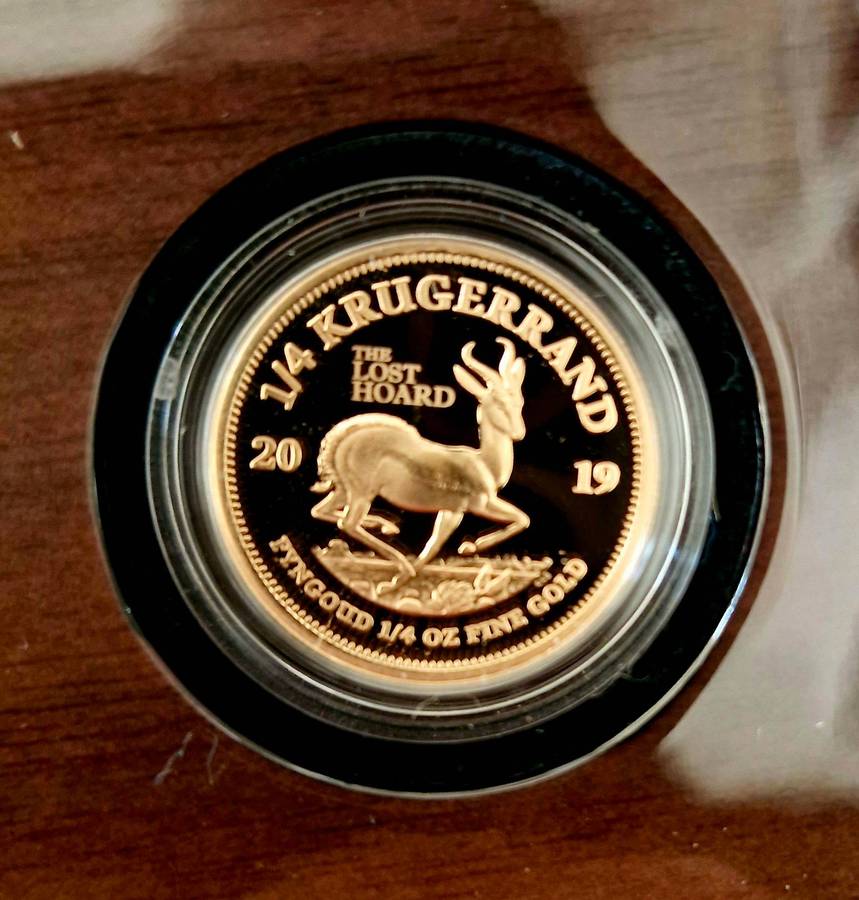 1/4 KRUGERRAND
THE
LOST
HOARD
20 19
FYNGOUD 1/4 OZ FINE GOLD